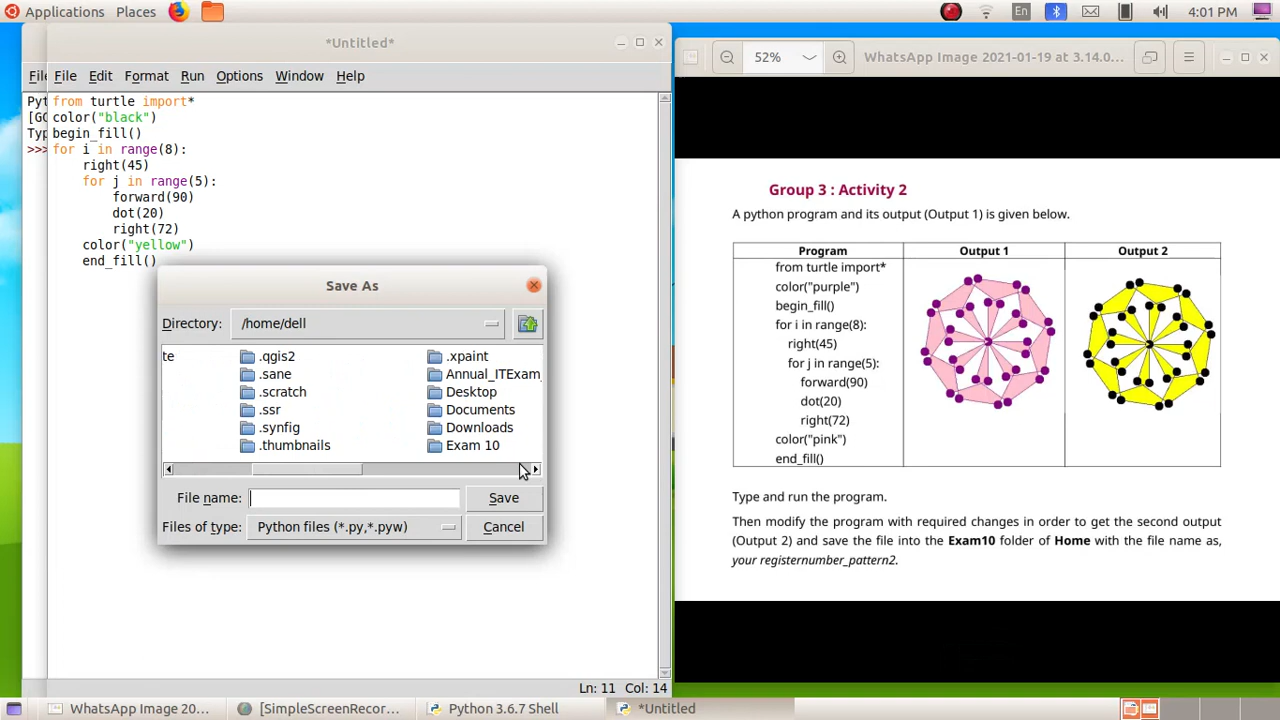 Applications Places En 4:01 PM
*Untitled*
52% WhatsApp Image 2021-01-19 at 3.14.0...
File File Edit Format Run Options Window Help
Pyt
[GC
Typ
>>>
from turtle import*
color("black")
begin_fill()
for i in range(8):
    right(45)
    for j in range(5):
        forward(90)
        dot(20)
        right(72)
    color("yellow")
    end_fill()
Save As
Directory: /home/dell
te .qgis2 .xpaint
.sane Annual_ITExam_
.scratch Desktop
.ssr Documents
.synfig Downloads
.thumbnails Exam 10
File name: Save
Files of type: Python files (*.py,*.pyw) Cancel
Ln: 11 Col: 14
Group 3 : Activity 2
A python program and its output (Output 1) is given below.
Program Output 1 Output 2
from turtle import*
color("purple")
begin_fill()
for i in range(8):
right(45)
for j in range(5):
forward(90)
dot(20)
right(72)
color("pink")
end_fill()
Type and run the program.
Then modify the program with required changes in order to get the second output
(Output 2) and save the file into the Exam10 folder of Home with the file name as,
your registernumber_pattern2.
WhatsApp Image 20... [SimpleScreenRecor... Python 3.6.7 Shell *Untitled